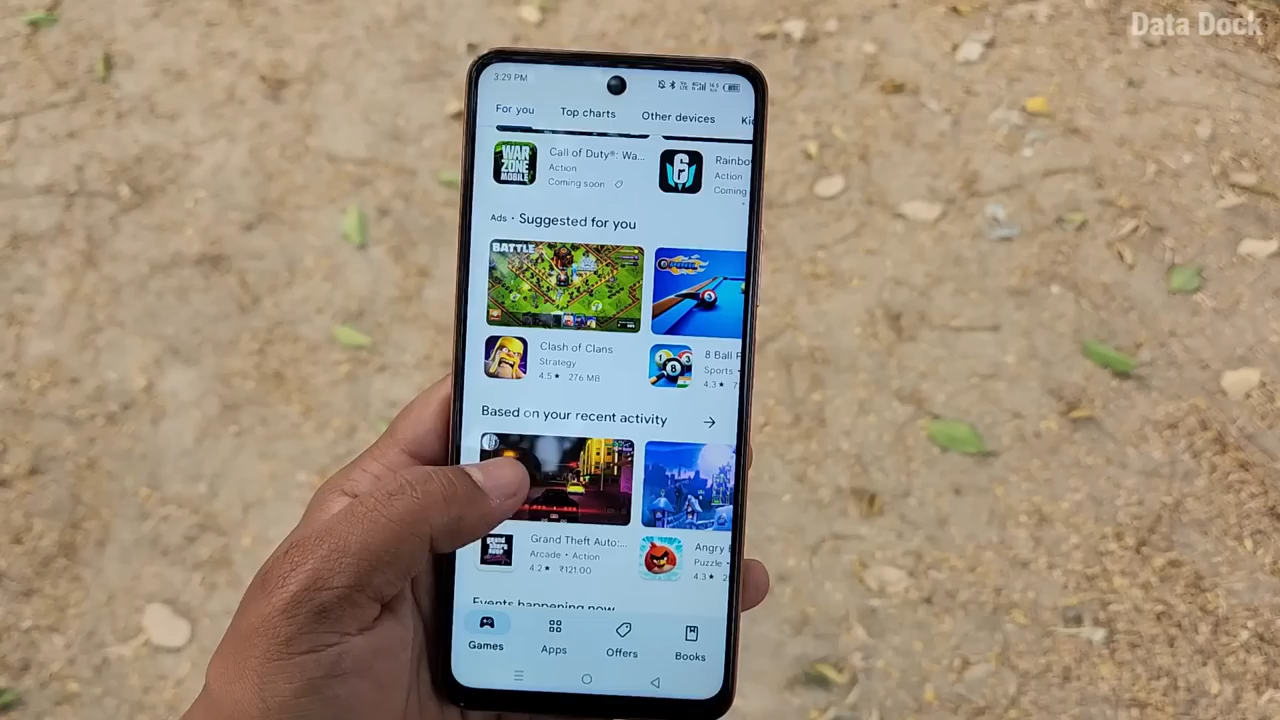 Data Dock
3:29 PM
For you Top charts Other devices Ki
WAR ZONE MOBILE
Call of Duty®: Wa...
Action
Coming soon
Rainbo
Action
Coming
Ads • Suggested for you
BATTLE
Clash of Clans
Strategy
4.5★ 276 MB
8 Ball P
Sports •
4.3★ 7
Based on your recent activity
Grand Theft Auto:...
Arcade • Action
4.2★ ₹121.00
Angry
Puzzle •
4.3★ 2
Events happening now
Games Apps Offers Books